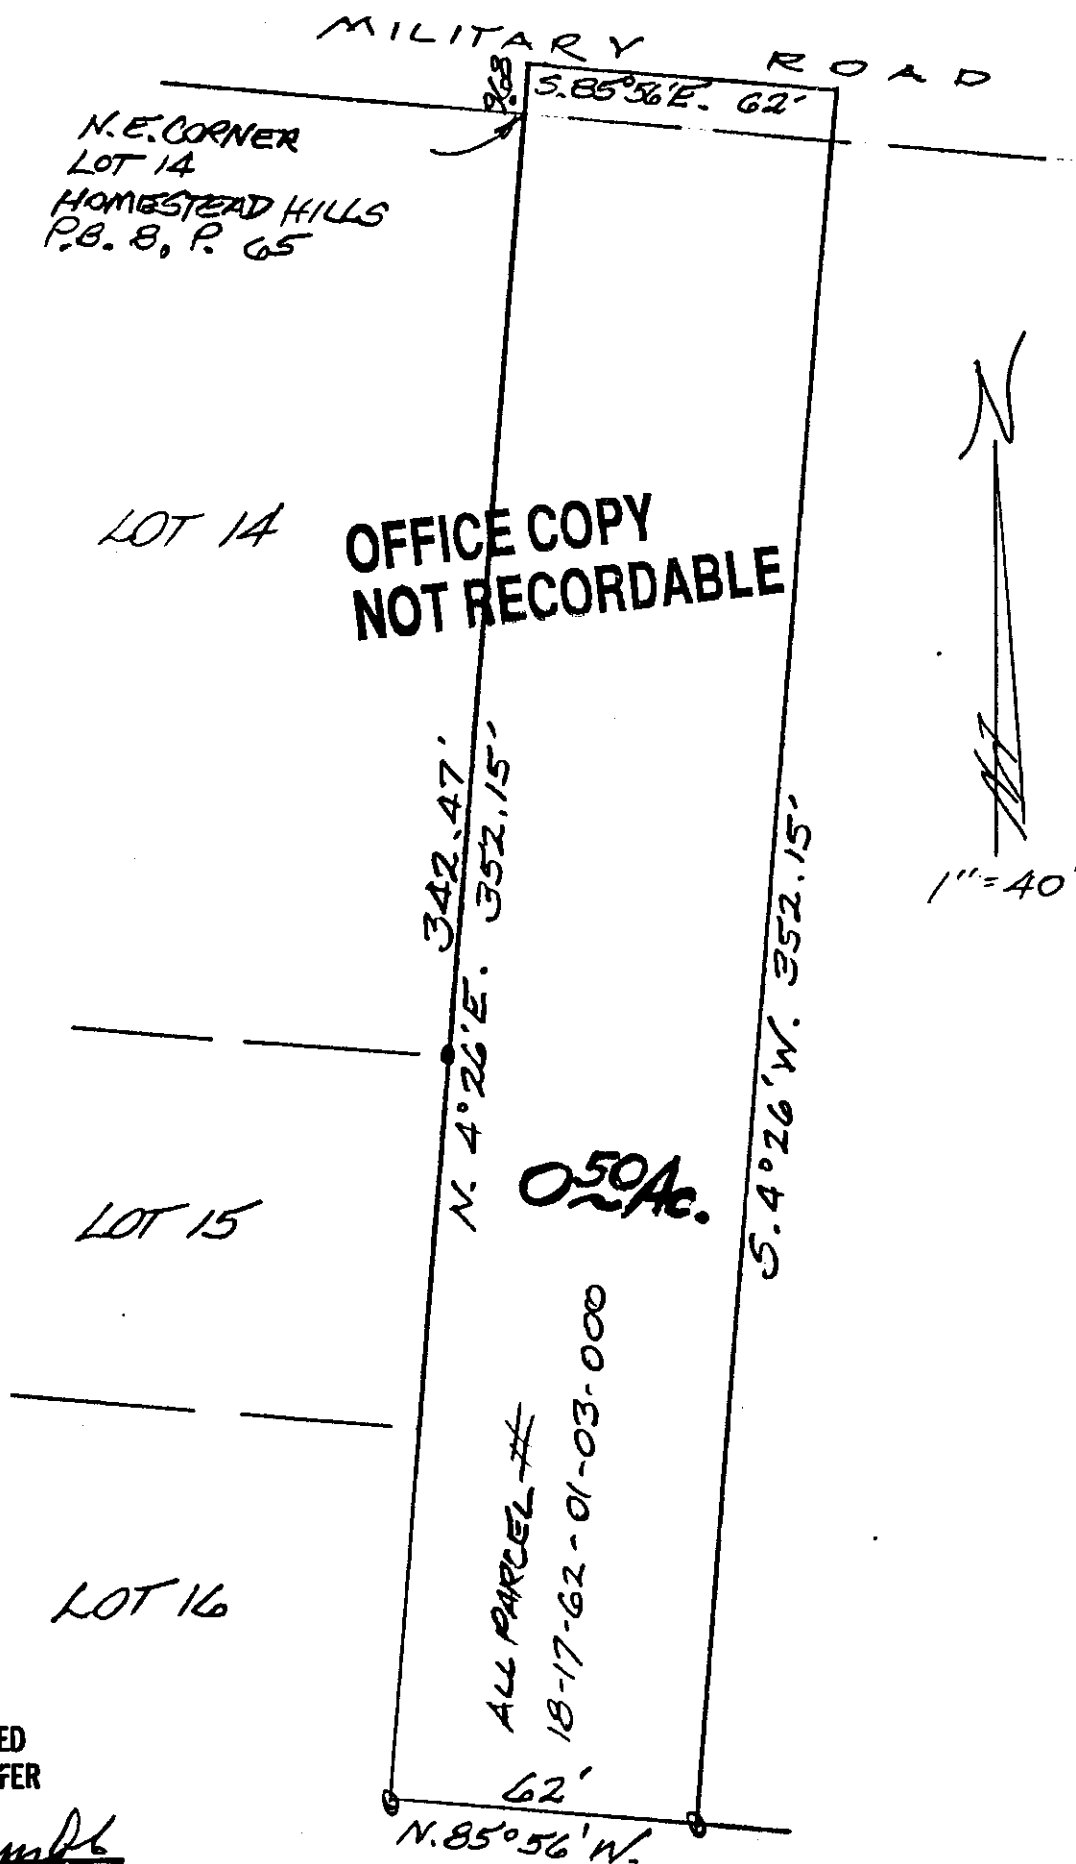 MILITARY ROAD
9.68
S. 85°56'E. 62'
N.E. CORNER
LOT 14
HOMESTEAD HILLS
P.B. 8, P. 65
N
LOT 14
OFFICE COPY
NOT RECORDABLE
1"=40'
342.47'
N. 4°26'E. 352.15'
S. 4°26'W. 352.15'
0.50 Ac.
LOT 15
ALL PARCEL #
18-17-62-01-03-000
LOT 16
ED
FER
62'
N. 85°56'W.